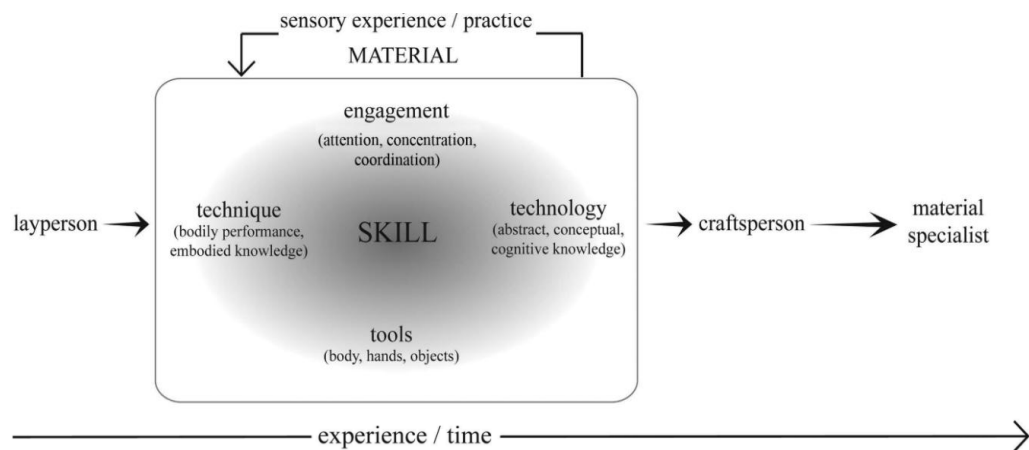 sensory experience / practice
MATERIAL
engagement
(attention, concentration,
coordination)
layperson
technique
(bodily performance,
embodied knowledge)
SKILL
technology
(abstract, conceptual,
cognitive knowledge)
craftsperson
material
specialist
tools
(body, hands, objects)
experience / time